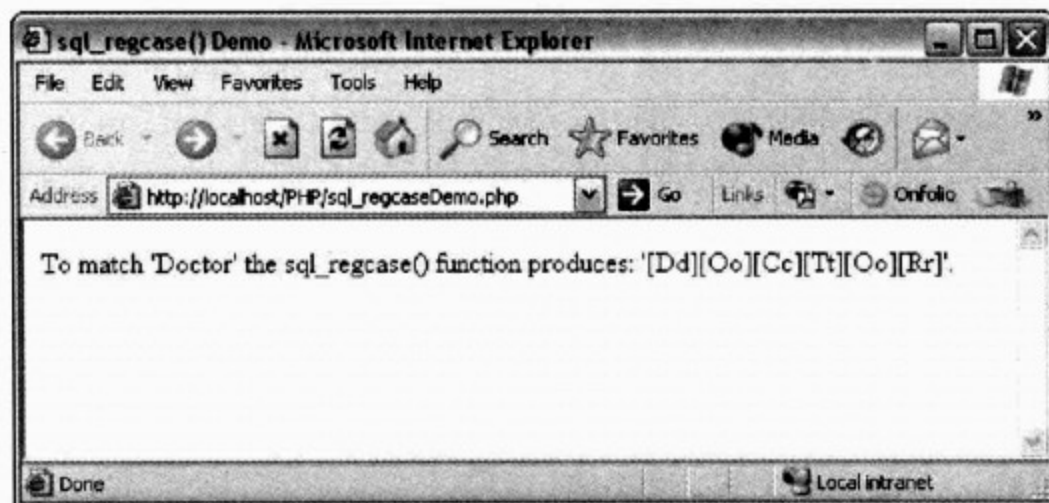 sql_regcase() Demo - Microsoft Internet Explorer
File Edit View Favorites Tools Help
Back Search Favorites Media »
Address http://localhost/PHP/sql_regcaseDemo.php Go Links Onfolio
To match 'Doctor' the sql_regcase() function produces: '[Dd][Oo][Cc][Tt][Oo][Rr]'.
Done Local intranet